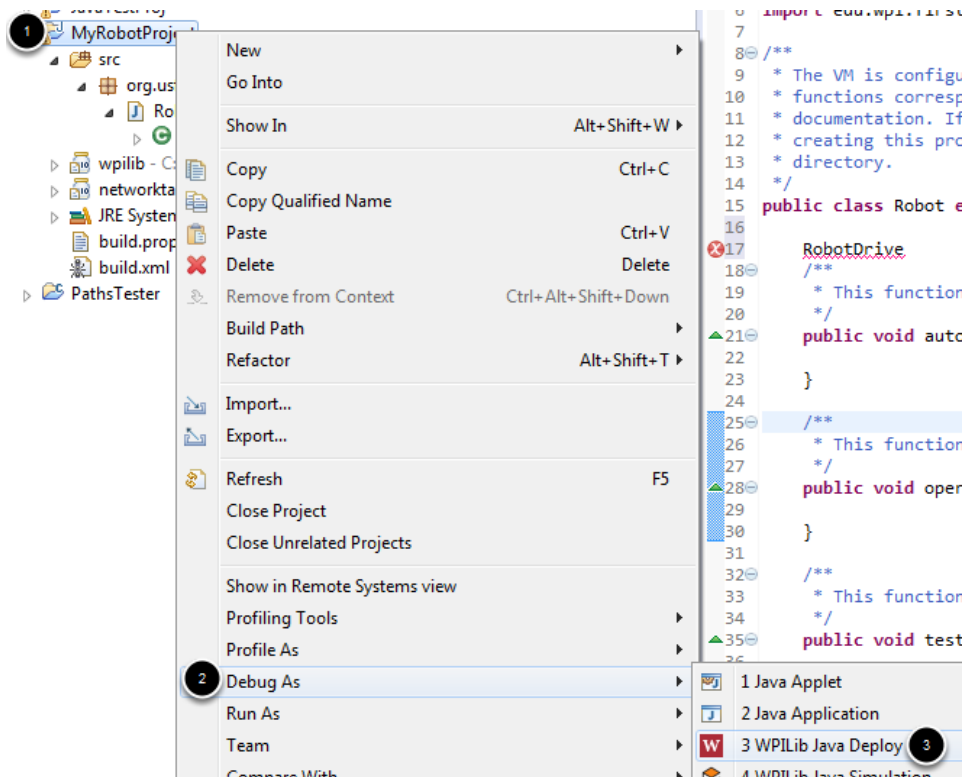 JavaTestProj
1
MyRobotProject
src
org.us
Ro
wpilib - C:
networkta
JRE System
build.prop
build.xml
PathsTester
New
Go Into
Show In Alt+Shift+W
Copy Ctrl+C
Copy Qualified Name
Paste Ctrl+V
Delete Delete
Remove from Context Ctrl+Alt+Shift+Down
Build Path
Refactor Alt+Shift+T
Import...
Export...
Refresh F5
Close Project
Close Unrelated Projects
Show in Remote Systems view
Profiling Tools
Profile As
2 Debug As
Run As
Team
Compare With
1 Java Applet
2 Java Application
3 WPILib Java Deploy 3
4 WPILib Java Simulation
6 import edu.wpi.first
7
8 /**
9 * The VM is configu
10 * functions corresp
11 * documentation. If
12 * creating this pro
13 * directory.
14 */
15 public class Robot e
16
17 RobotDrive
18 /**
19 * This function
20 */
21 public void auto
22
23 }
24
25 /**
26 * This function
27 */
28 public void oper
29
30 }
31
32 /**
33 * This function
34 */
35 public void test
36